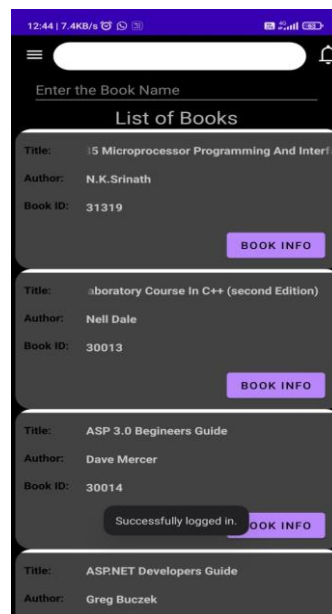 12:44 | 7.4KB/s
Enter the Book Name
List of Books
Title: 35 Microprocessor Programming And Interf
Author: N.K.Srinath
Book ID: 31319
BOOK INFO
Title: aboratory Course In C++ (second Edition)
Author: Nell Dale
Book ID: 30013
BOOK INFO
Title: ASP 3.0 Begineers Guide
Author: Dave Mercer
Book ID: 30014
Successfully logged in.
OOK INFO
Title: ASP.NET Developers Guide
Author: Greg Buczek